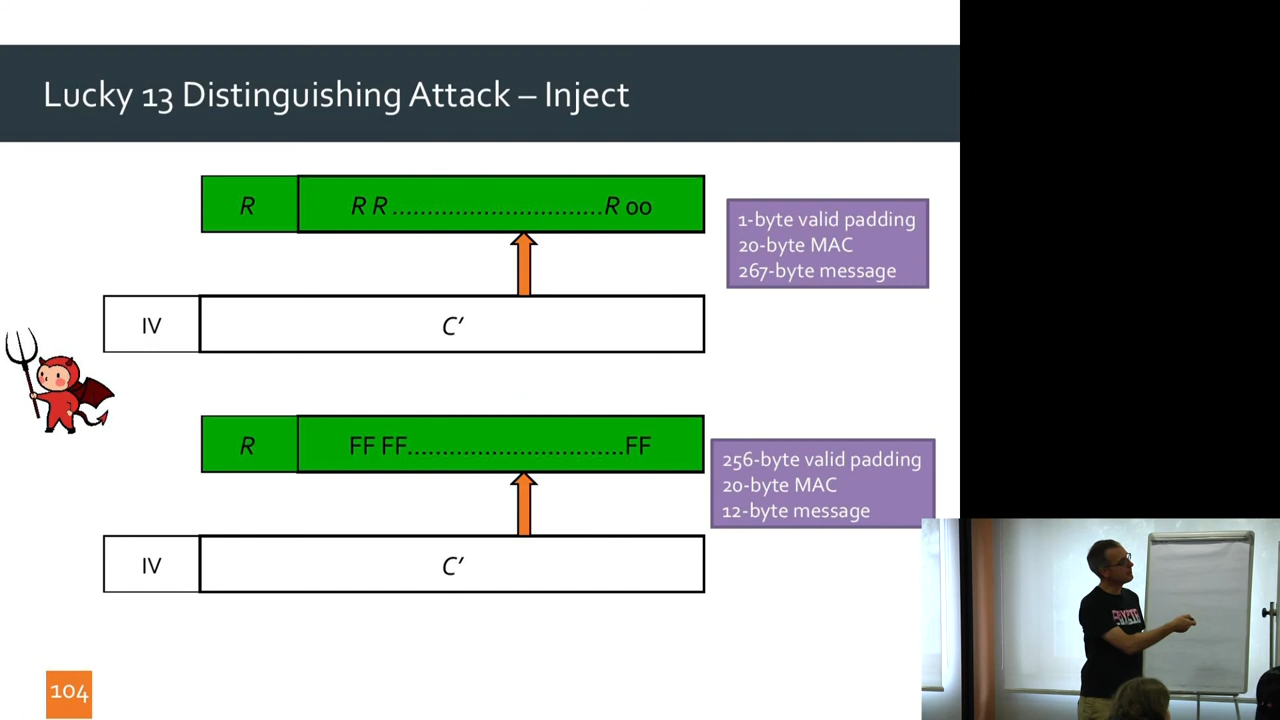 Lucky 13 Distinguishing Attack – Inject
R
R R ..............................R 00
1-byte valid padding
20-byte MAC
267-byte message
IV
C′
R
FF FF...............................FF
256-byte valid padding
20-byte MAC
12-byte message
IV
C′
104